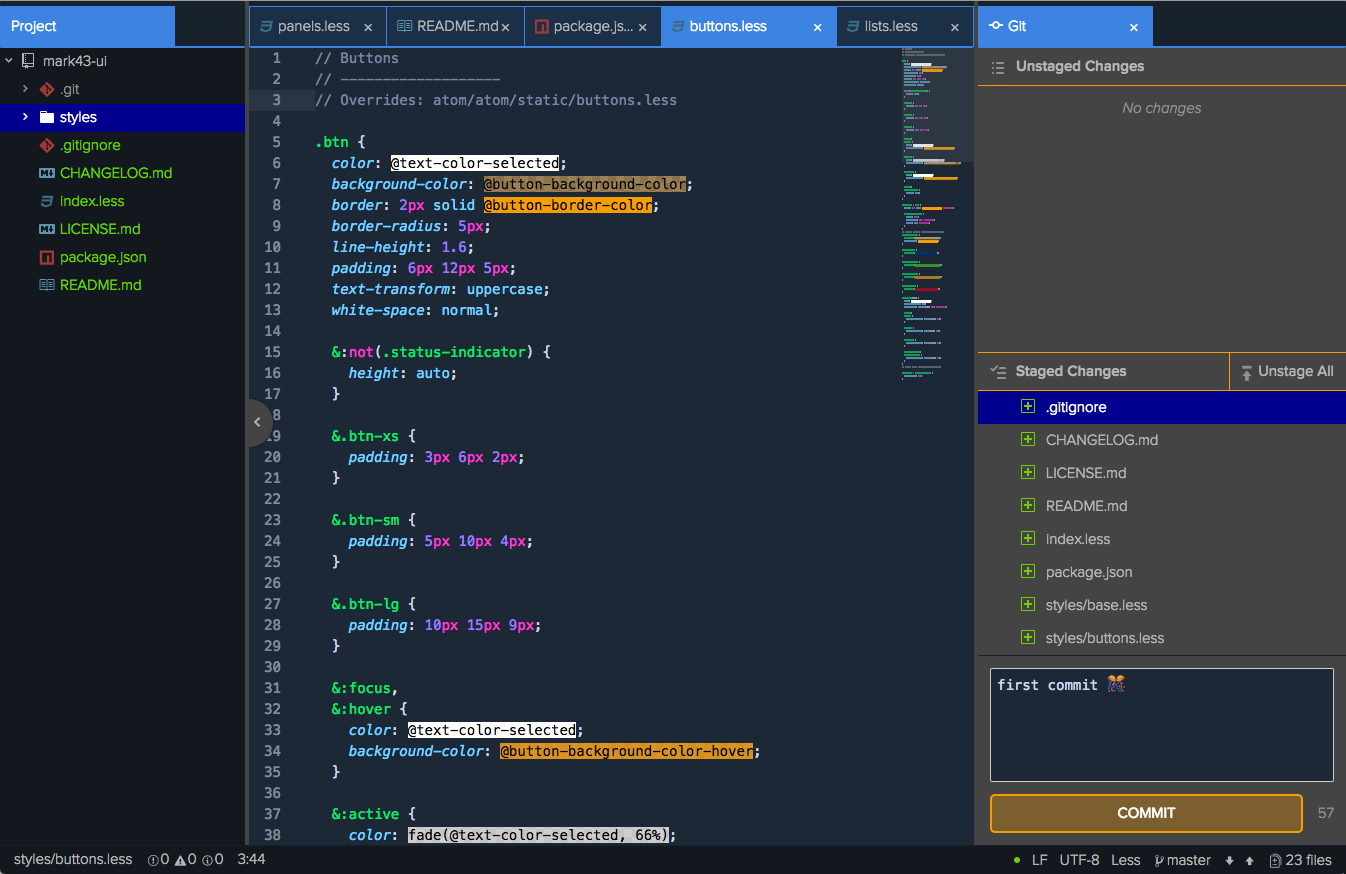 Project
mark43-ui
.git
styles
.gitignore
CHANGELOG.md
index.less
LICENSE.md
package.json
README.md
panels.less ×
README.md ×
package.js... ×
buttons.less ×
lists.less ×
1 // Buttons
2 // -------------------
3 // Overrides: atom/atom/static/buttons.less
4
5 .btn {
6 color: @text-color-selected;
7 background-color: @button-background-color;
8 border: 2px solid @button-border-color;
9 border-radius: 5px;
10 line-height: 1.6;
11 padding: 6px 12px 5px;
12 text-transform: uppercase;
13 white-space: normal;
14
15 &:not(.status-indicator) {
16 height: auto;
17 }
8
19 &.btn-xs {
20 padding: 3px 6px 2px;
21 }
22
23 &.btn-sm {
24 padding: 5px 10px 4px;
25 }
26
27 &.btn-lg {
28 padding: 10px 15px 9px;
29 }
30
31 &:focus,
32 &:hover {
33 color: @text-color-selected;
34 background-color: @button-background-color-hover;
35 }
36
37 &:active {
38 color: fade(@text-color-selected, 66%);
Git ×
Unstaged Changes
No changes
Staged Changes
Unstage All
.gitignore
CHANGELOG.md
LICENSE.md
README.md
index.less
package.json
styles/base.less
styles/buttons.less
first commit 🎊
COMMIT 57
styles/buttons.less 0 0 0 3:44
LF UTF-8 Less master 23 files